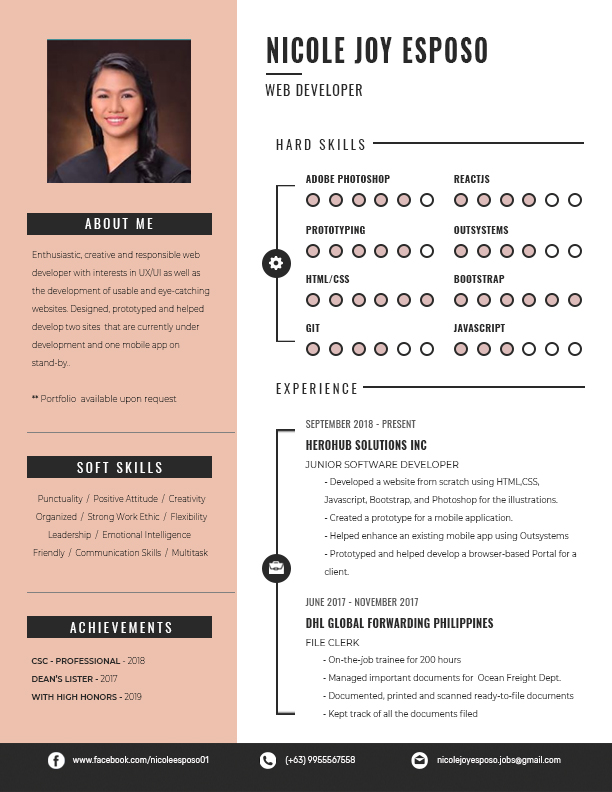 NICOLE JOY ESPOSO
WEB DEVELOPER
ABOUT ME
Enthusiastic, creative and responsible web
developer with interests in UX/UI as well as
the development of usable and eye-catching
websites. Designed, prototyped and helped
develop two sites that are currently under
development and one mobile app on
stand-by..
** Portfolio available upon request
SOFT SKILLS
Punctuality / Positive Attitude / Creativity
Organized / Strong Work Ethic / Flexibility
Leadership / Emotional Intelligence
Friendly / Communication Skills / Multitask
ACHIEVEMENTS
CSC - PROFESSIONAL - 2018
DEAN'S LISTER - 2017
WITH HIGH HONORS - 2019
HARD SKILLS
ADOBE PHOTOSHOP
REACTJS
PROTOTYPING
OUTSYSTEMS
HTML/CSS
BOOTSTRAP
GIT
JAVASCRIPT
EXPERIENCE
SEPTEMBER 2018 - PRESENT
HEROHUB SOLUTIONS INC
JUNIOR SOFTWARE DEVELOPER
- Developed a website from scratch using HTML,CSS,
Javascript, Bootstrap, and Photoshop for the illustrations.
- Created a prototype for a mobile application.
- Helped enhance an existing mobile app using Outsystems
- Prototyped and helped develop a browser-based Portal for a
client.
JUNE 2017 - NOVEMBER 2017
DHL GLOBAL FORWARDING PHILIPPINES
FILE CLERK
- On-the-job trainee for 200 hours
- Managed important documents for Ocean Freight Dept.
- Documented, printed and scanned ready-to-file documents
- Kept track of all the documents filed
www.facebook.com/nicoleesposo01
(+63) 9955567558
nicolejoyesposo.jobs@gmail.com